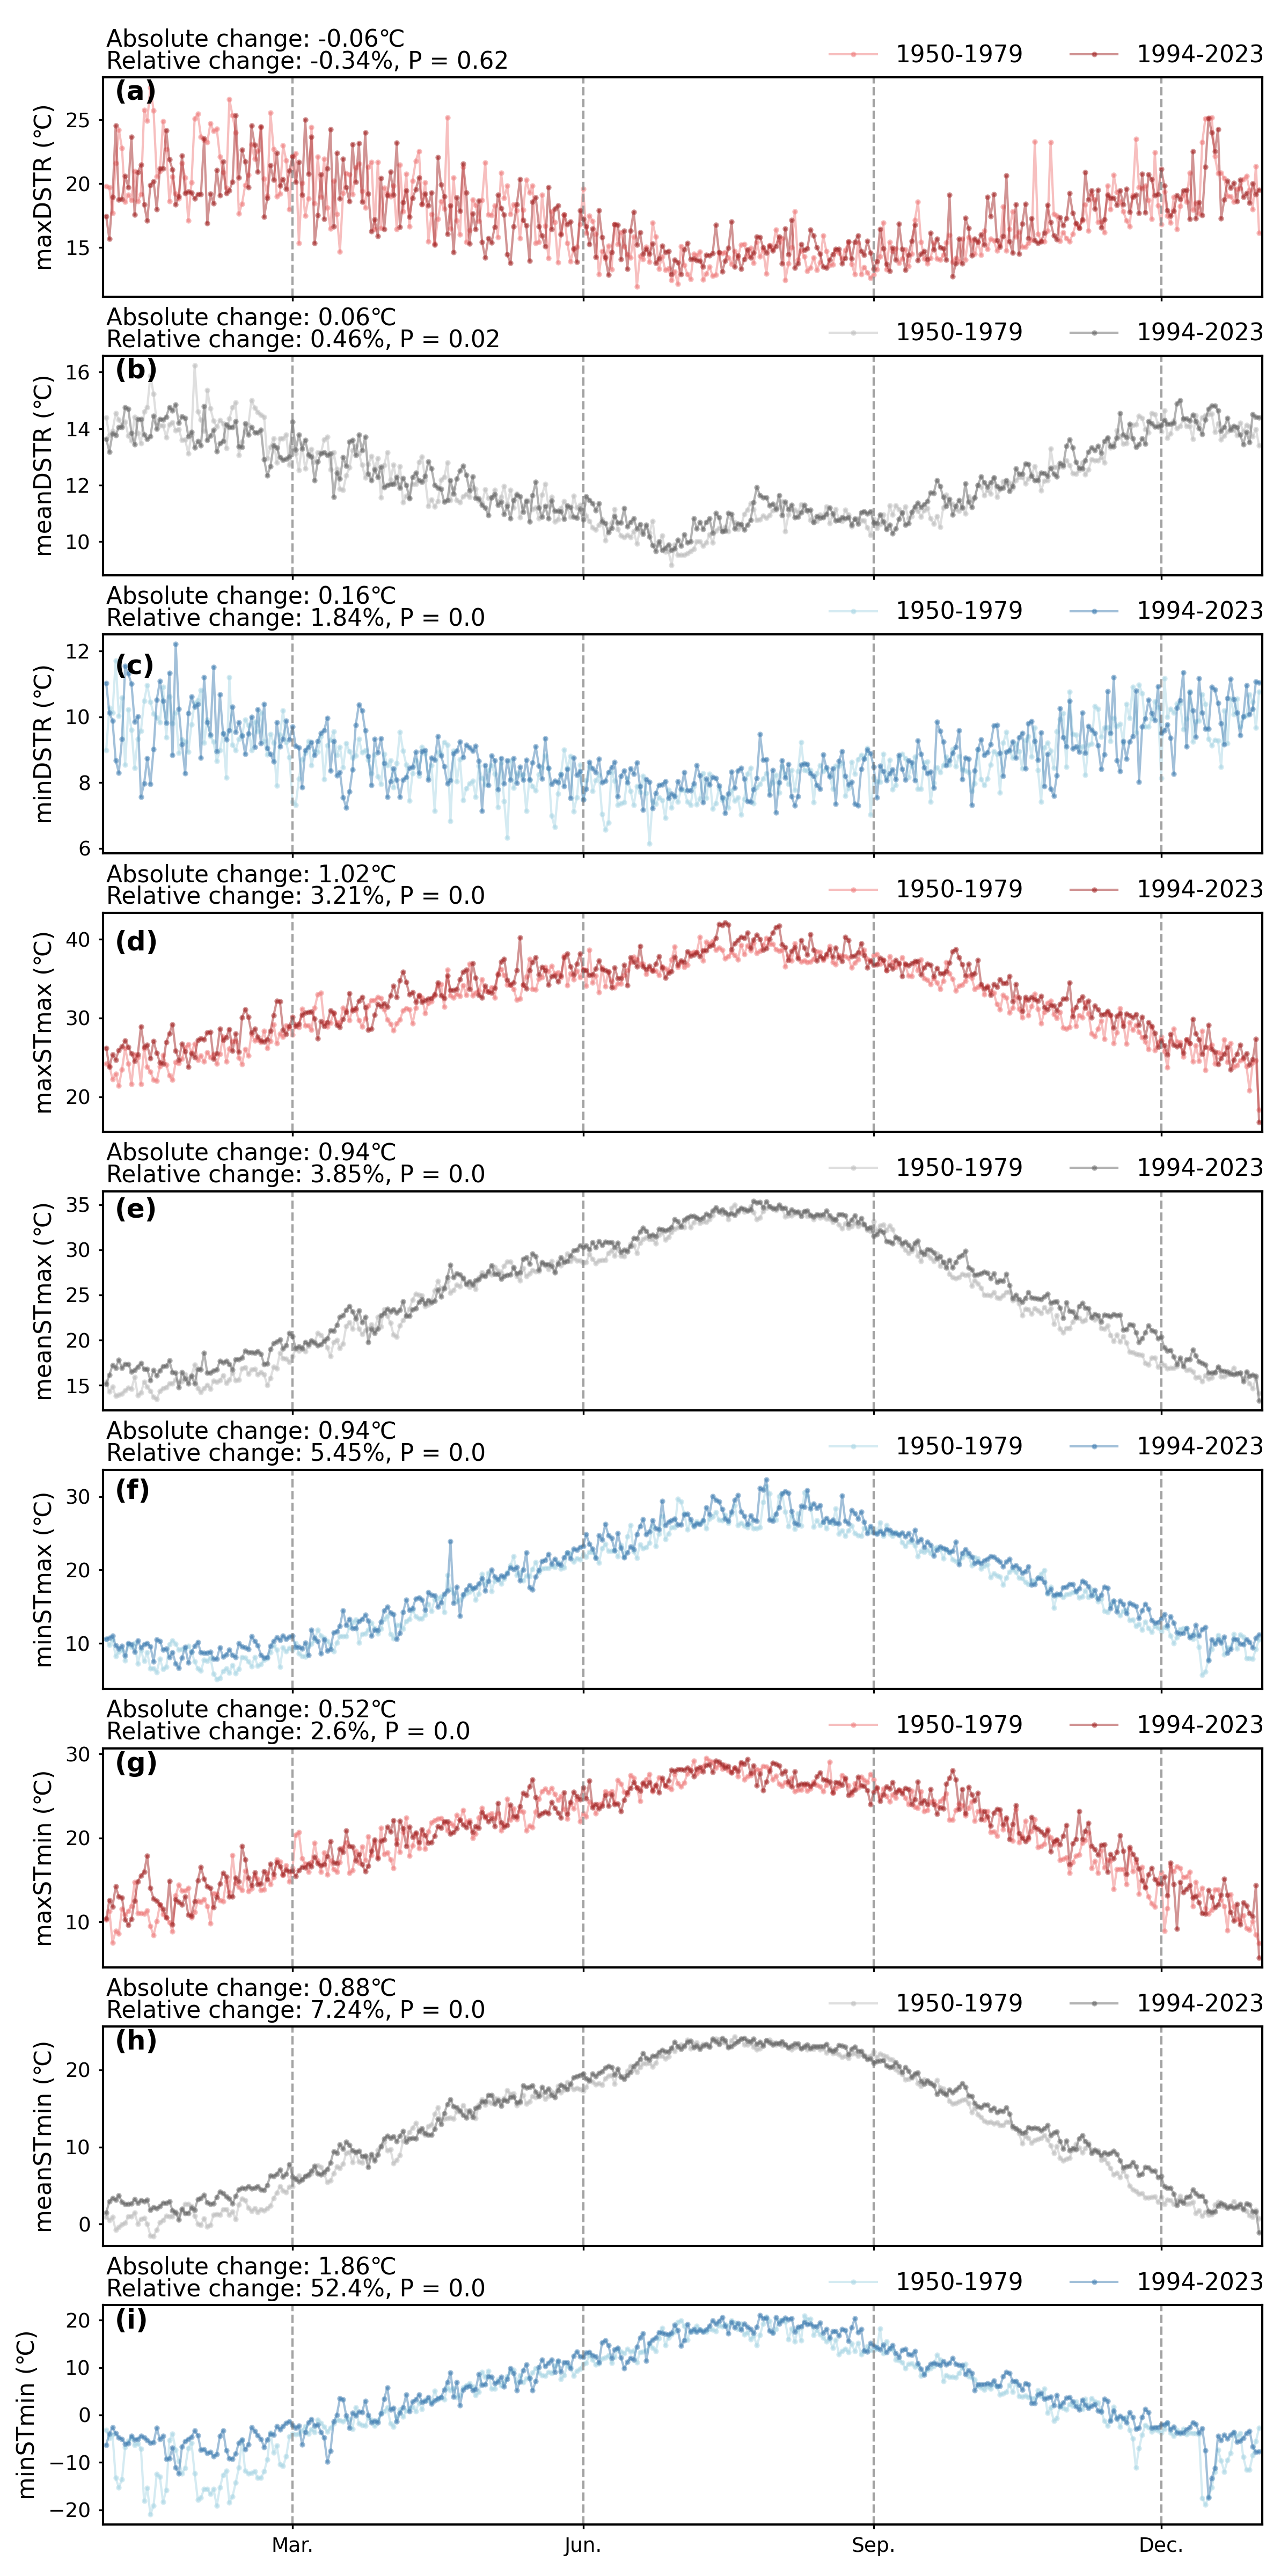 Absolute change: -0.06℃
Relative change: -0.34%, P = 0.62
1950-1979 1994-2023
(a)
maxDSTR (℃)
25
20
15
Absolute change: 0.06℃
Relative change: 0.46%, P = 0.02
1950-1979 1994-2023
(b)
meanDSTR (℃)
16
14
12
10
Absolute change: 0.16℃
Relative change: 1.84%, P = 0.0
1950-1979 1994-2023
(c)
minDSTR (℃)
12
10
8
6
Absolute change: 1.02℃
Relative change: 3.21%, P = 0.0
1950-1979 1994-2023
(d)
maxSTmax (℃)
40
30
20
Absolute change: 0.94℃
Relative change: 3.85%, P = 0.0
1950-1979 1994-2023
(e)
meanSTmax (℃)
35
30
25
20
15
Absolute change: 0.94℃
Relative change: 5.45%, P = 0.0
1950-1979 1994-2023
(f)
minSTmax (℃)
30
20
10
Absolute change: 0.52℃
Relative change: 2.6%, P = 0.0
1950-1979 1994-2023
(g)
maxSTmin (℃)
30
20
10
Absolute change: 0.88℃
Relative change: 7.24%, P = 0.0
1950-1979 1994-2023
(h)
meanSTmin (℃)
20
10
0
Absolute change: 1.86℃
Relative change: 52.4%, P = 0.0
1950-1979 1994-2023
(i)
minSTmin (℃)
20
10
0
−10
−20
Mar. Jun. Sep. Dec.